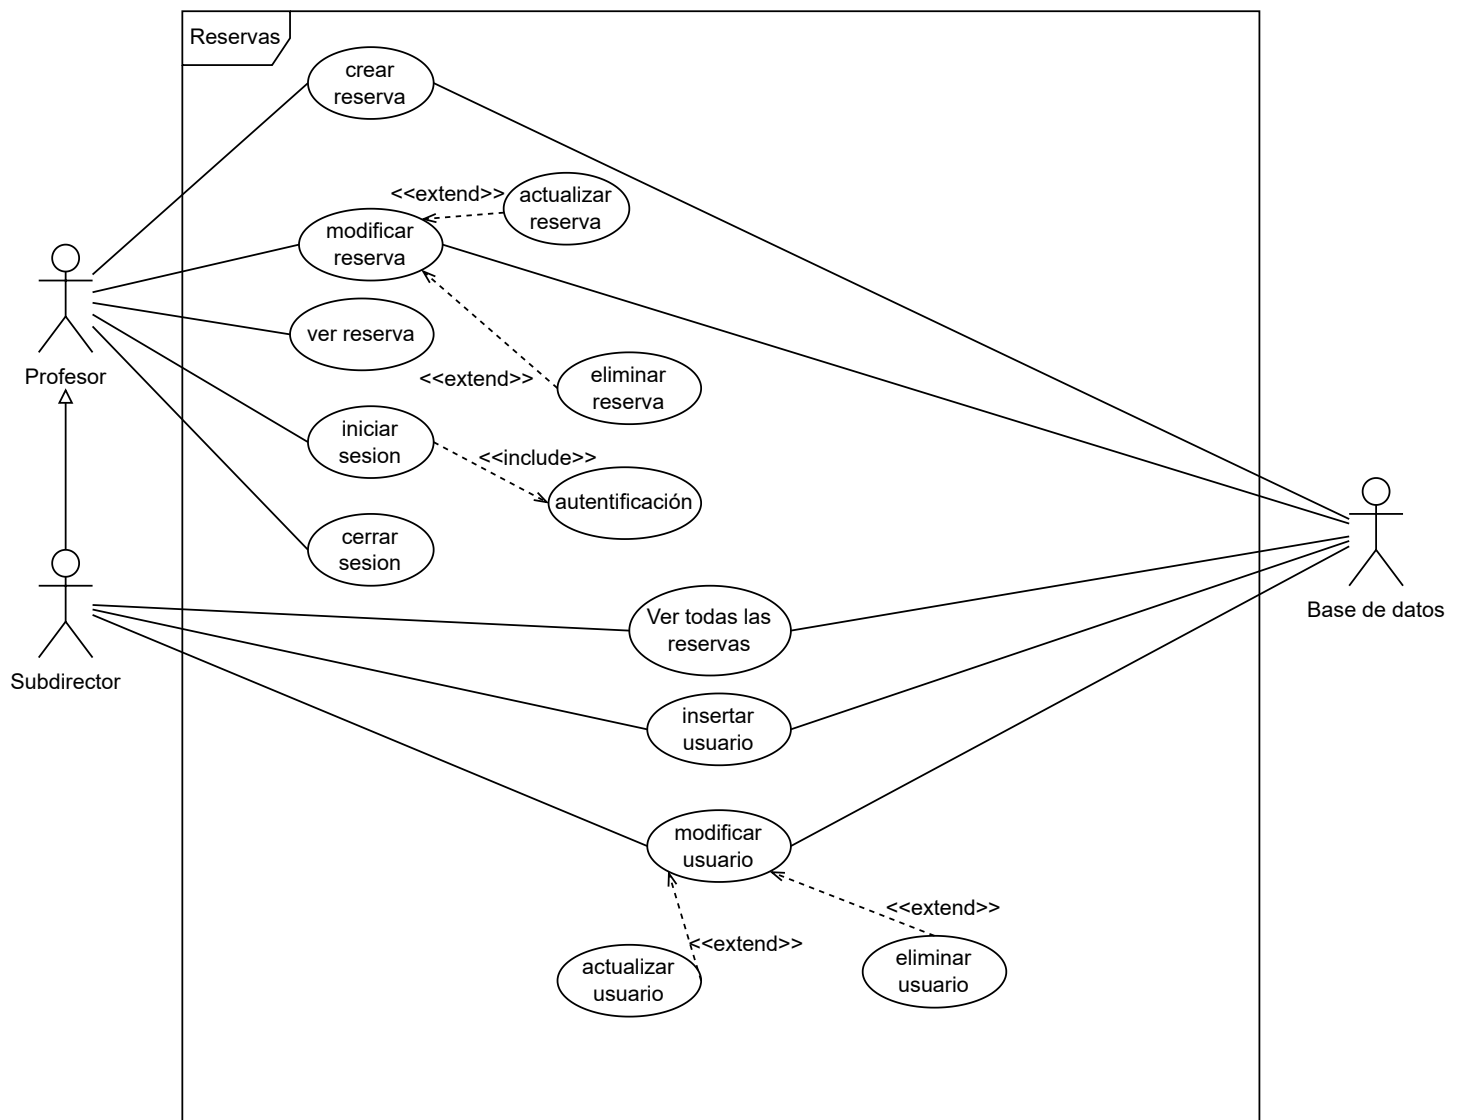 Reservas
crear
reserva
<<extend>>
actualizar
reserva
modificar
reserva
ver reserva
Profesor
<<extend>>
eliminar
reserva
iniciar
sesion
<<include>>
autentificación
cerrar
sesion
Base de datos
Ver todas las
reservas
Subdirector
insertar
usuario
modificar
usuario
<<extend>>
<<extend>>
actualizar
usuario
eliminar
usuario